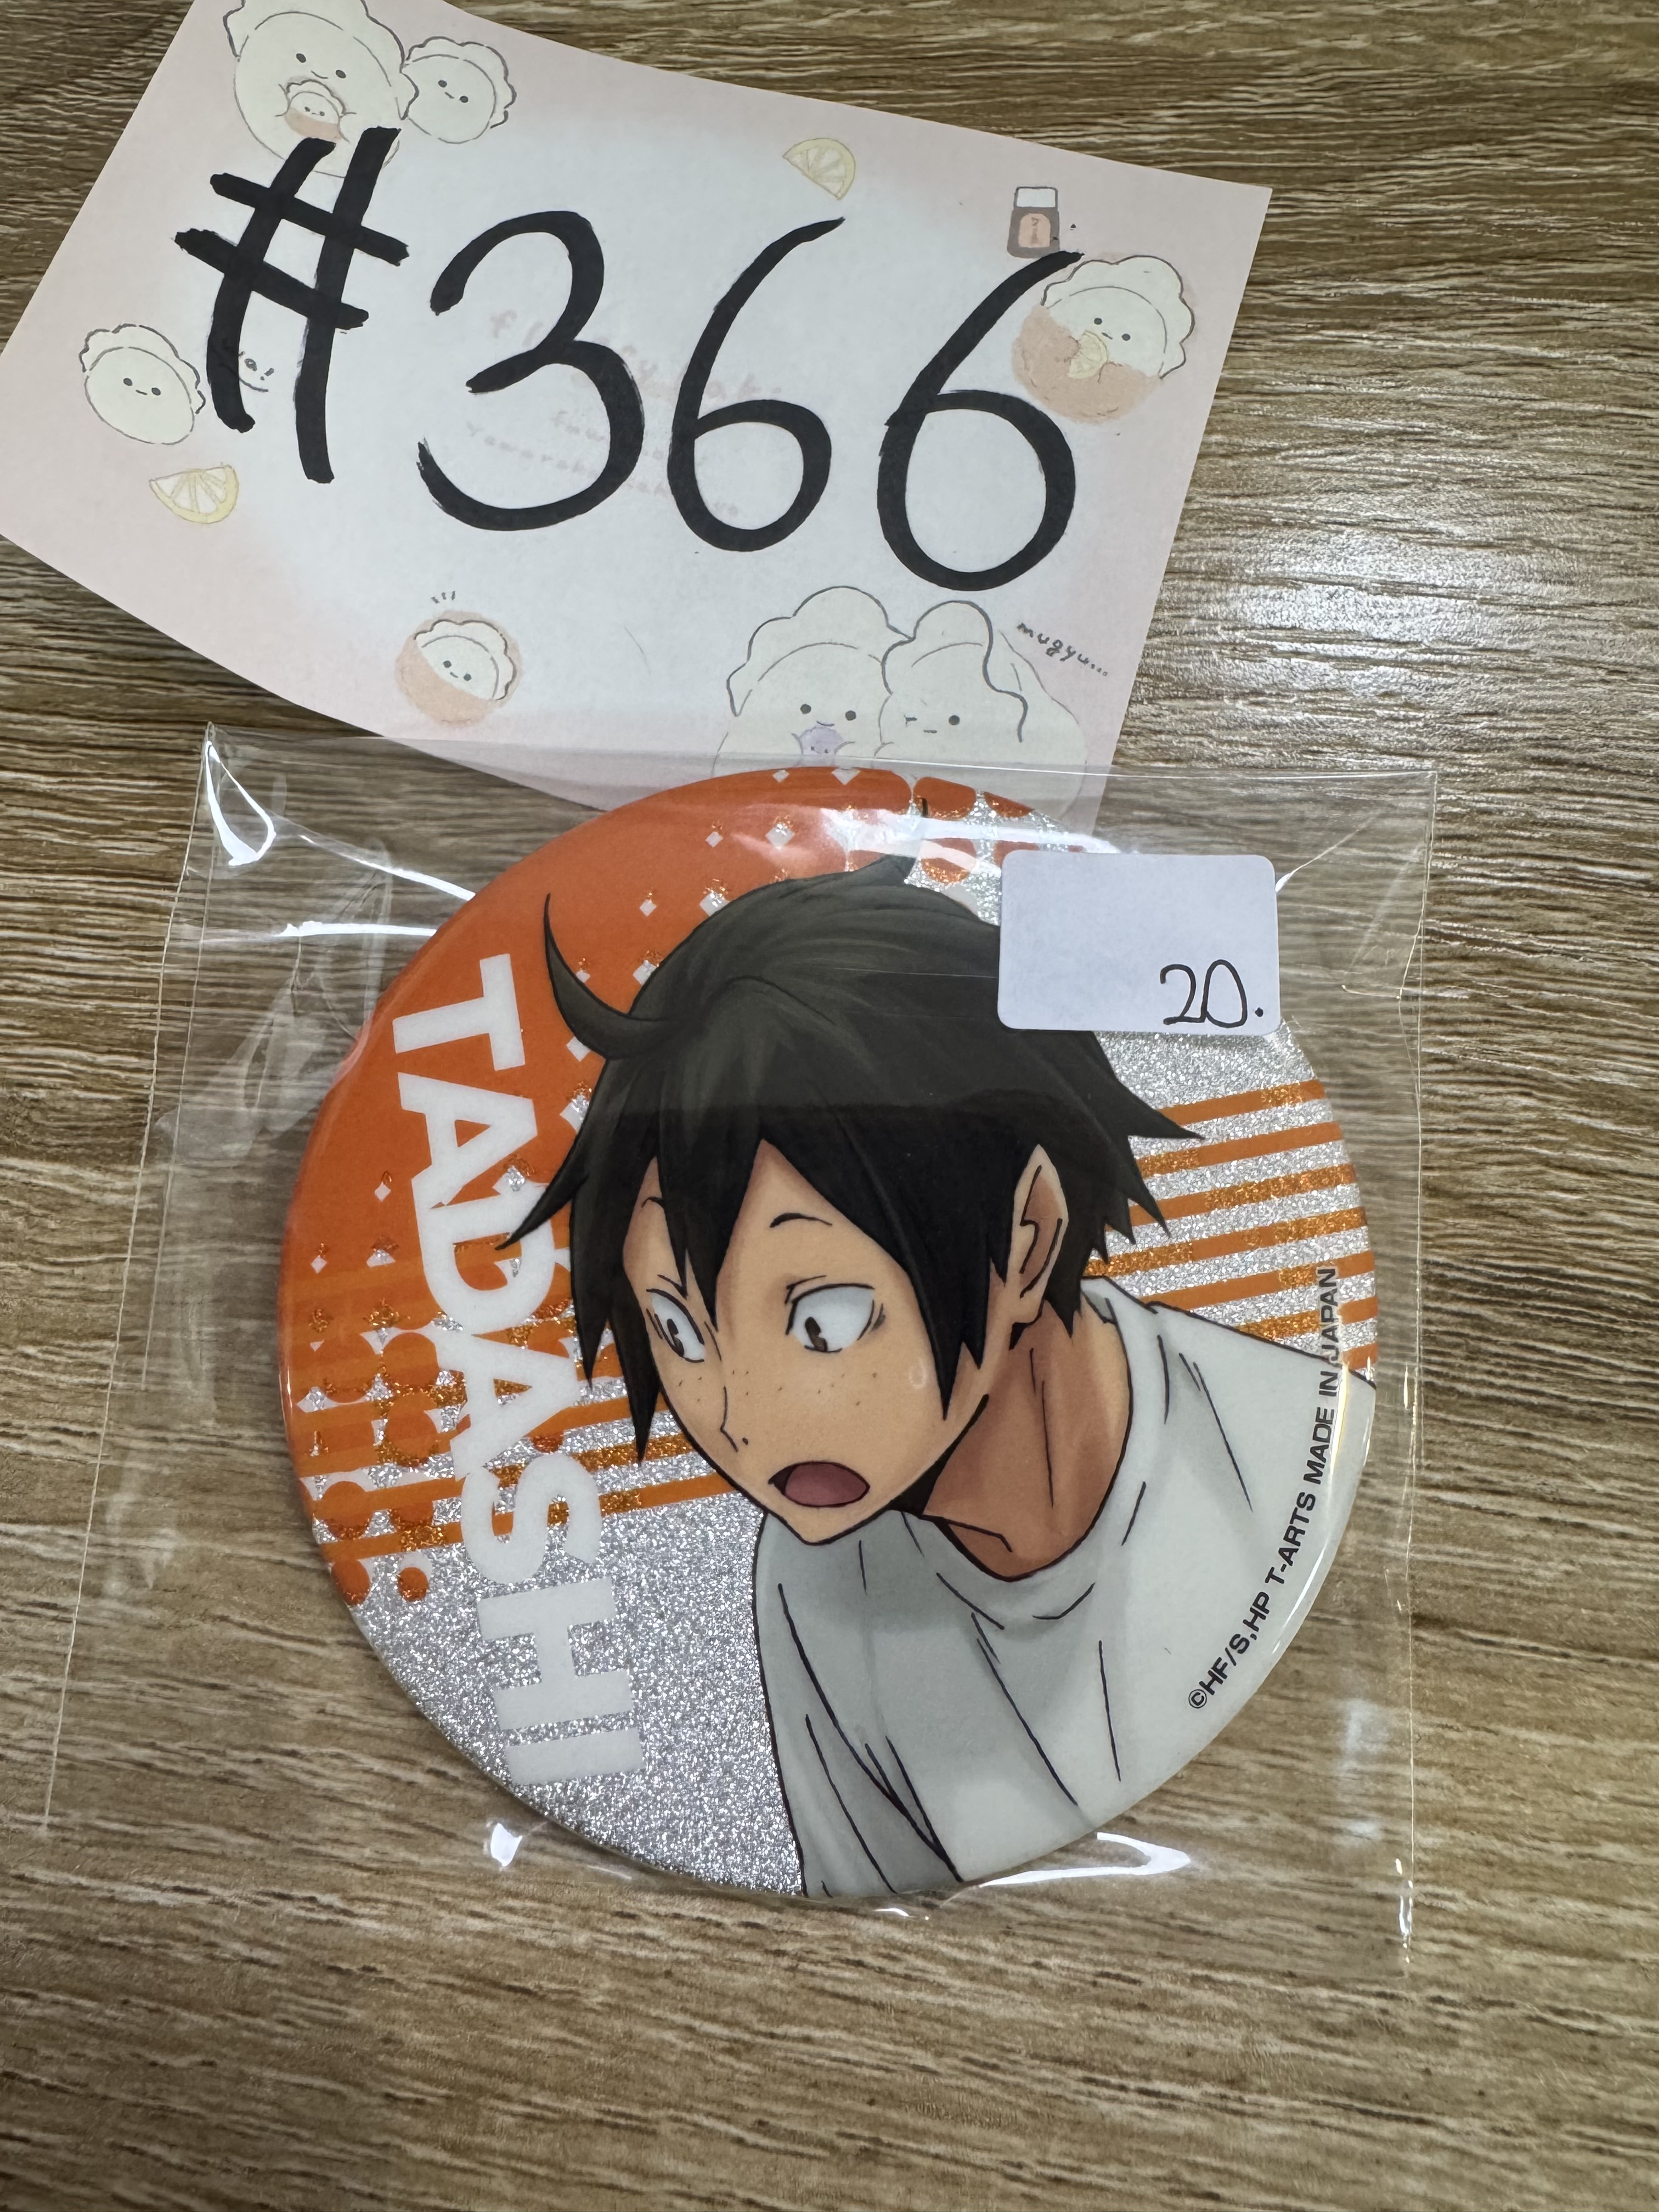 #366
mugyu...
20.
TADASHI
©HF/S,HP T-ARTS MADE IN JAPAN